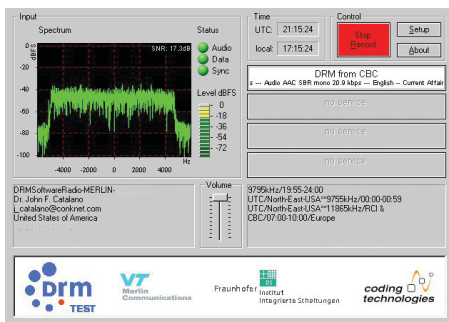 Input
Spectrum
Status
dBFS
SNR: 17.3dB
0
-20
-40
-60
-80
-100
-4000 -2000 0 2000 4000
Hz
Audio
Data
Sync
Level dBFS
0
-18
-36
-54
-72
Time
UTC: 21:15:24
local: 17:15:24
Control
Stop
Record
Setup
About
DRM from CBC
s --- Audio AAC SBR mono 20.9 kbps --- English -- Current Affair
no service
no service
no service
DRMSoftwareRadio-MERLIN-
Dr. John F. Catalano
j_catalano@conknet.com
United States of America
Volume
9795kHz/19:55-24:00
UTC/North-East-USA**9755kHz/00:00-00:59
UTC/North-East-USA**11865kHz/RCI &
CBC/07:00-10:00/Europe
Drm
TEST
VT
Merlin
Communications
Fraunhofer
IIS
Institut
Integrierte Schaltungen
coding
technologies